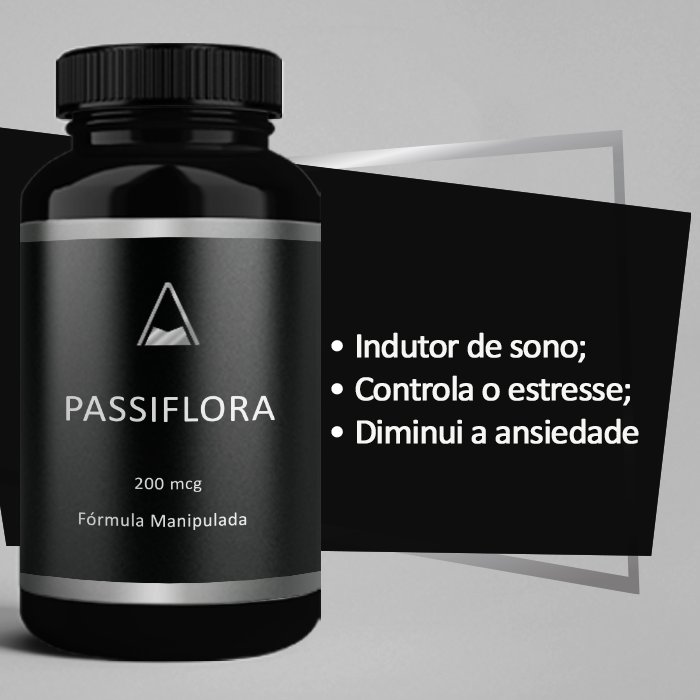 PASSIFLORA
200 mcg
Fórmula Manipulada
• Indutor de sono;
• Controla o estresse;
• Diminui a ansiedade